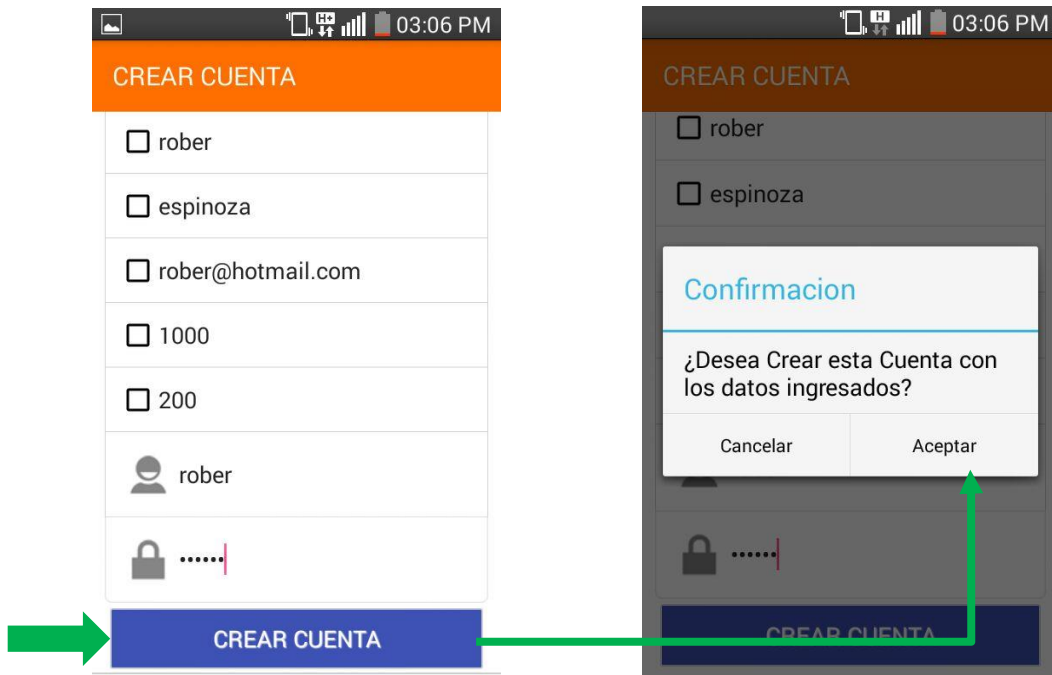 03:06 PM
CREAR CUENTA
rober
espinoza
rober@hotmail.com
1000
200
rober
••••••
CREAR CUENTA
03:06 PM
CREAR CUENTA
rober
espinoza
Confirmacion
¿Desea Crear esta Cuenta con
los datos ingresados?
Cancelar Aceptar
••••••
CREAR CUENTA